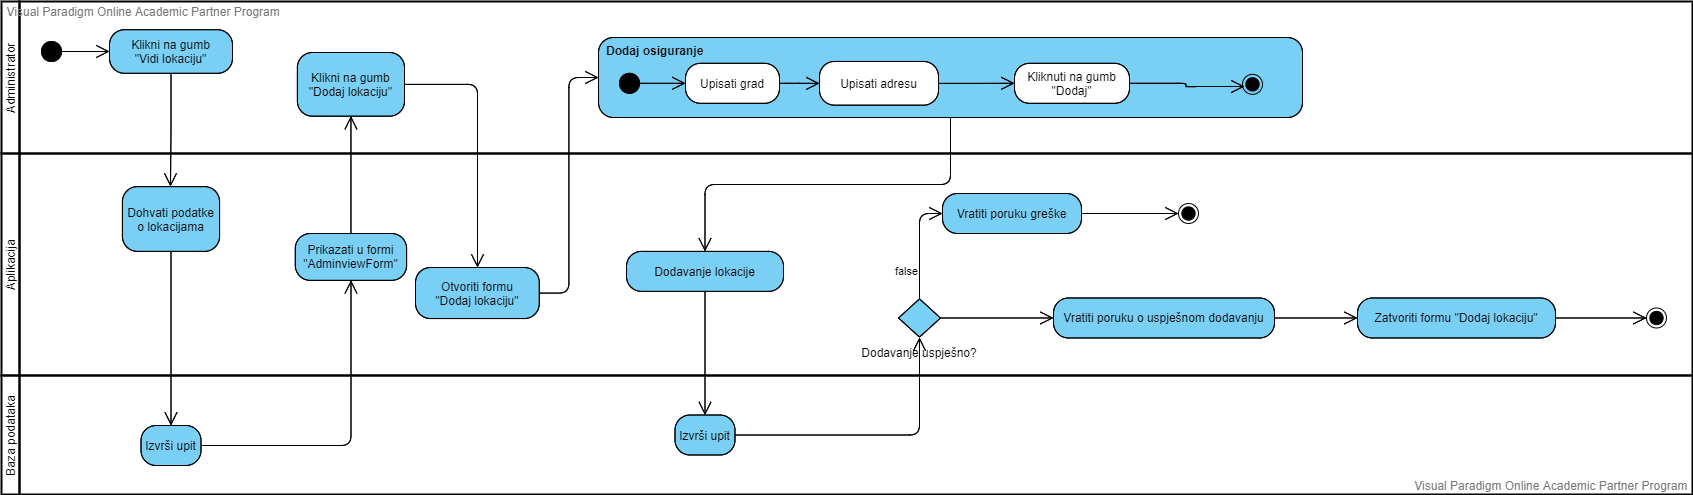 Visual Paradigm Online Academic Partner Program
Administrator
Klikni na gumb
"Vidi lokaciju"
Klikni na gumb
"Dodaj lokaciju"
Dodaj osiguranje
Upisati grad
Upisati adresu
Kliknuti na gumb
"Dodaj"
Aplikacija
Dohvati podatke
o lokacijama
Prikazati u formi
"AdminviewForm"
Otvoriti formu
"Dodaj lokaciju"
Dodavanje lokacije
Vratiti poruku greške
false
Dodavanje uspješno?
Vratiti poruku o uspješnom dodavanju
Zatvoriti formu "Dodaj lokaciju"
Baza podataka
Izvrši upit
Izvrši upit
Visual Paradigm Online Academic Partner Program